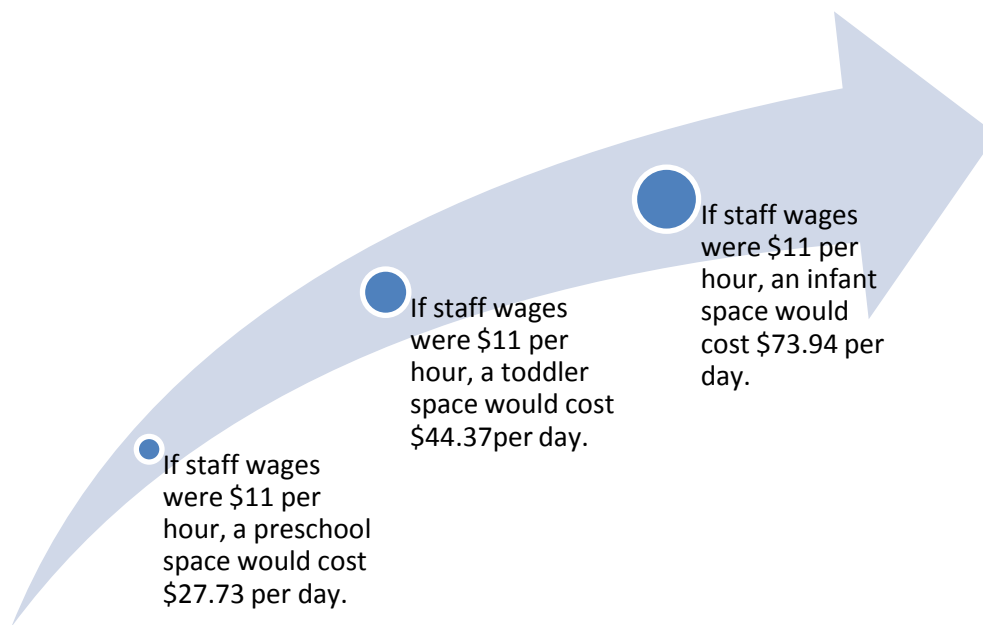 If staff wages
were $11 per
hour, a preschool
space would cost
$27.73 per day.
If staff wages
were $11 per
hour, a toddler
space would cost
$44.37per day.
If staff wages
were $11 per
hour, an infant
space would
cost $73.94 per
day.